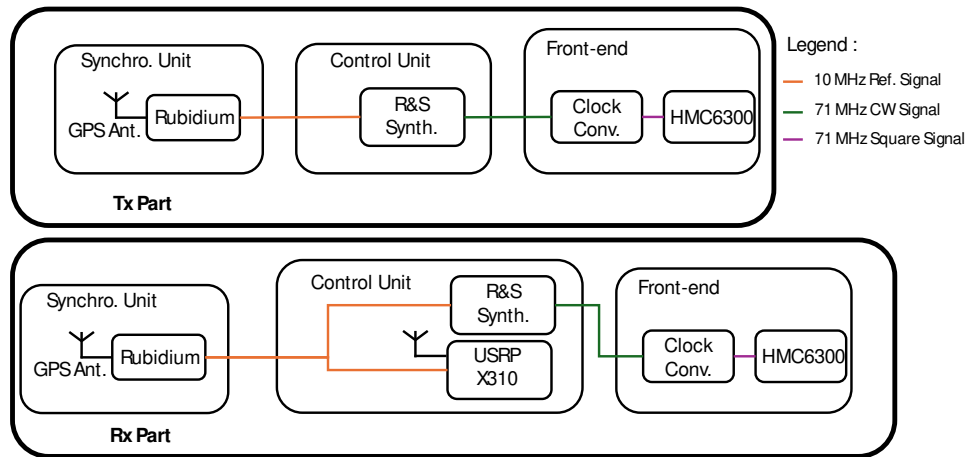 Synchro. Unit
GPS Ant.
Rubidium
Control Unit
R&S
Synth.
Front-end
Clock
Conv.
HMC6300
Tx Part
Legend :
10 MHz Ref. Signal
71 MHz CW Signal
71 MHz Square Signal
Synchro. Unit
GPS Ant.
Rubidium
Control Unit
R&S
Synth.
USRP
X310
Front-end
Clock
Conv.
HMC6300
Rx Part